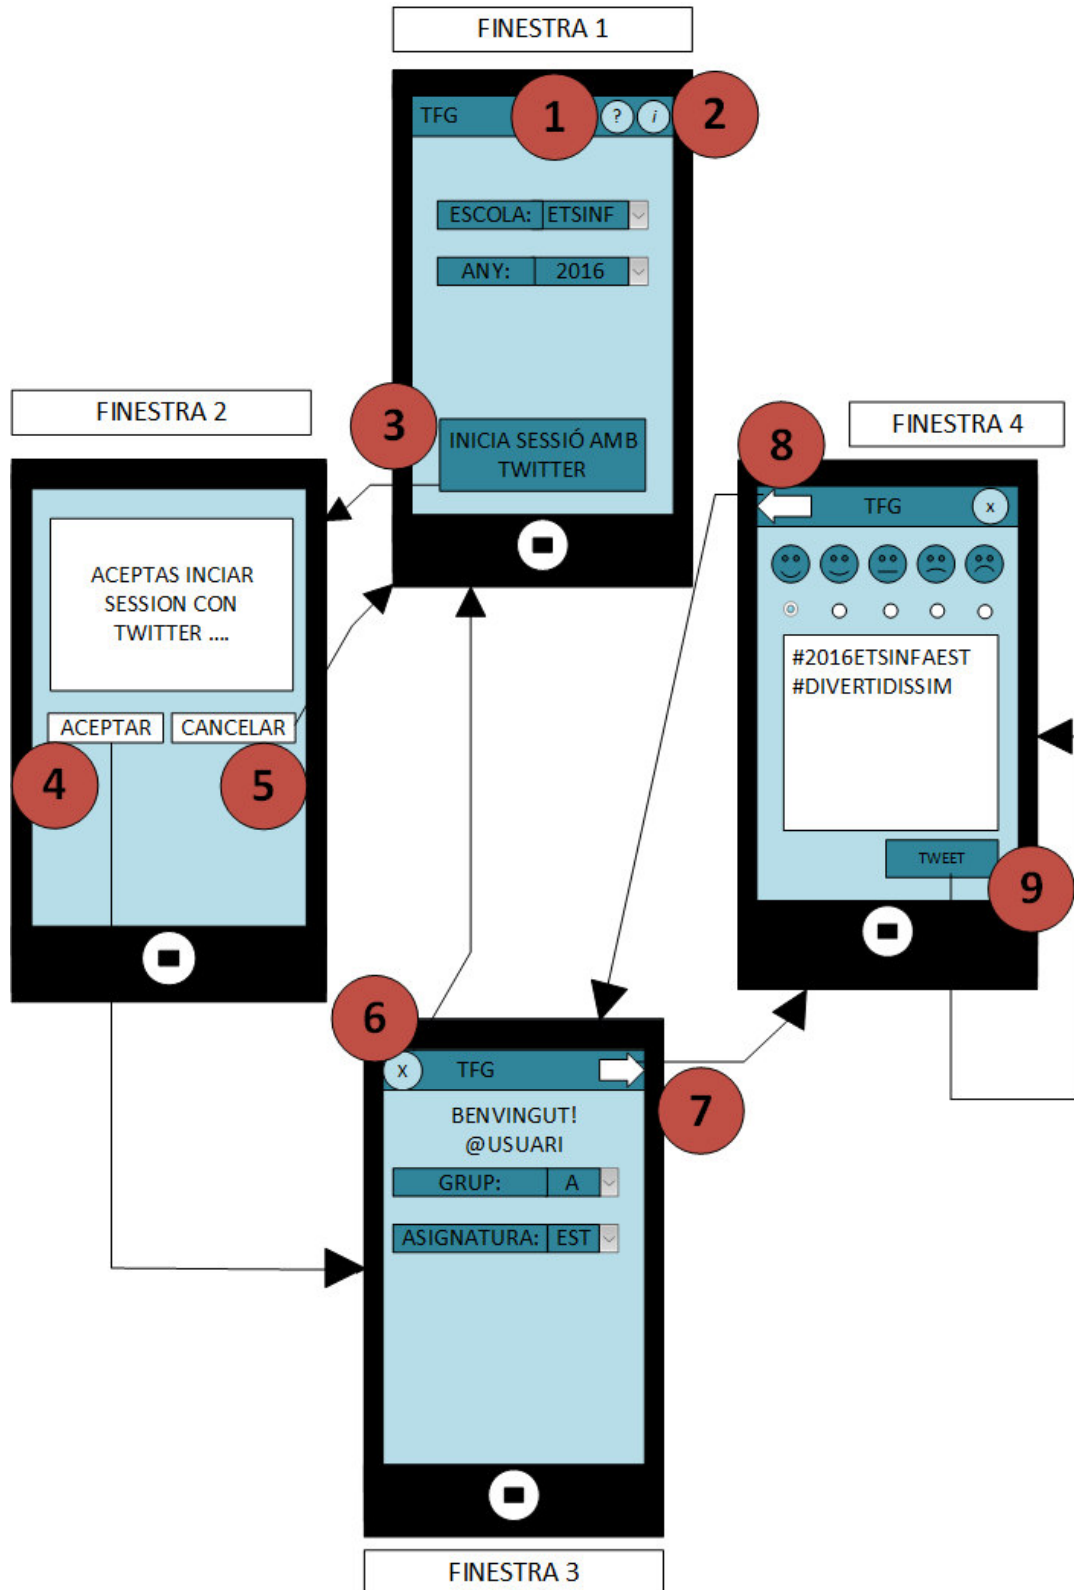 FINESTRA 1
TFG
1
?
i
2
ESCOLA: ETSINF
ANY: 2016
3
INICIA SESSIÓ AMB
TWITTER
FINESTRA 2
ACEPTAS INCIAR
SESSION CON
TWITTER ....
ACEPTAR
CANCELAR
4
5
FINESTRA 4
8
TFG
x
#2016ETSINFAEST
#DIVERTIDISSIM
TWEET
9
6
X
TFG
7
BENVINGUT!
@USUARI
GRUP: A
ASIGNATURA: EST
FINESTRA 3